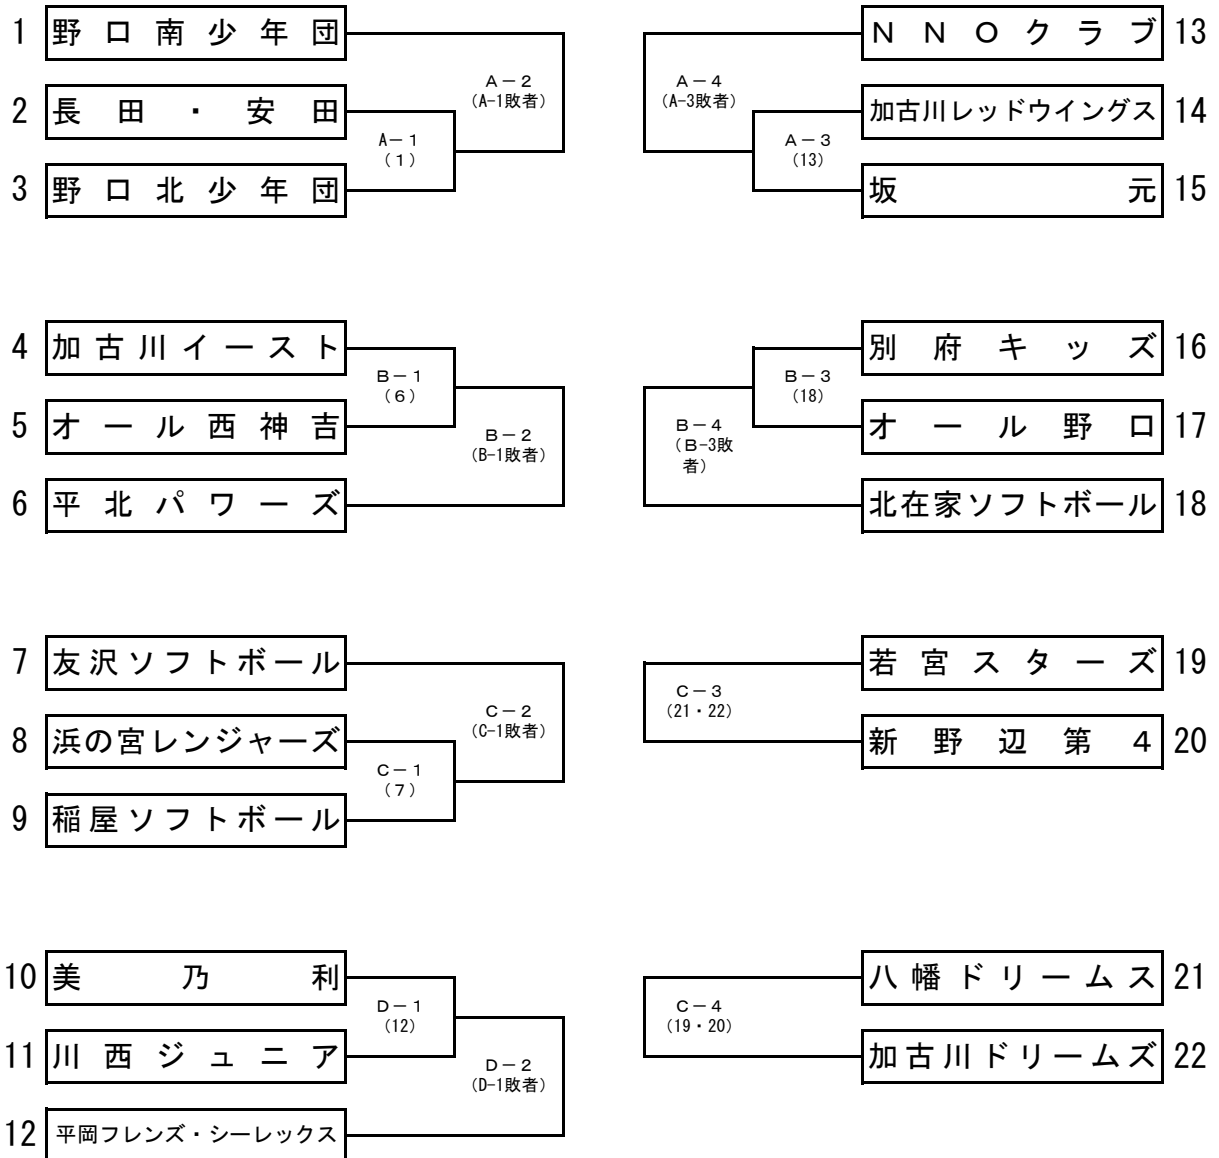 1 野口南少年団
A－2
(A-1敗者)
2 長田・安田
A－1
(1)
3 野口北少年団
4 加古川イースト
B－1
(6)
5 オール西神吉
B－2
(B-1敗者)
6 平北パワーズ
7 友沢ソフトボール
C－2
(C-1敗者)
8 浜の宮レンジャーズ
C－1
(7)
9 稲屋ソフトボール
10 美乃利
D－1
(12)
11 川西ジュニア
D－2
(D-1敗者)
12 平岡フレンズ・シーレックス
NNOクラブ 13
A－4
(A-3敗者)
加古川レッドウイングス 14
A－3
(13)
坂元 15
別府キッズ 16
B－3
(18)
オール野口 17
B－4
(B-3敗
者)
北在家ソフトボール 18
若宮スターズ 19
C－3
(21・22)
新野辺第4 20
八幡ドリームス 21
C－4
(19・20)
加古川ドリームズ 22